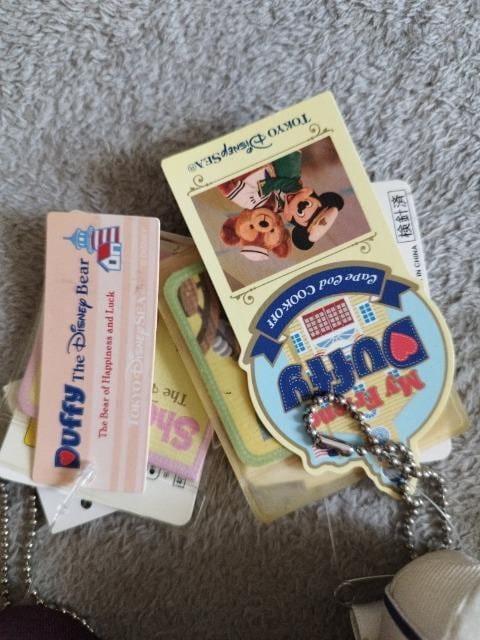 Duffy The Disney Bear
The Bear of Happiness and Luck
TOKYO DISNEYSEA
The
TOKYO DISNEYSEA®
Cape Cod COOK-OFF
My Friend
Duffy
検針済
IN CHINA